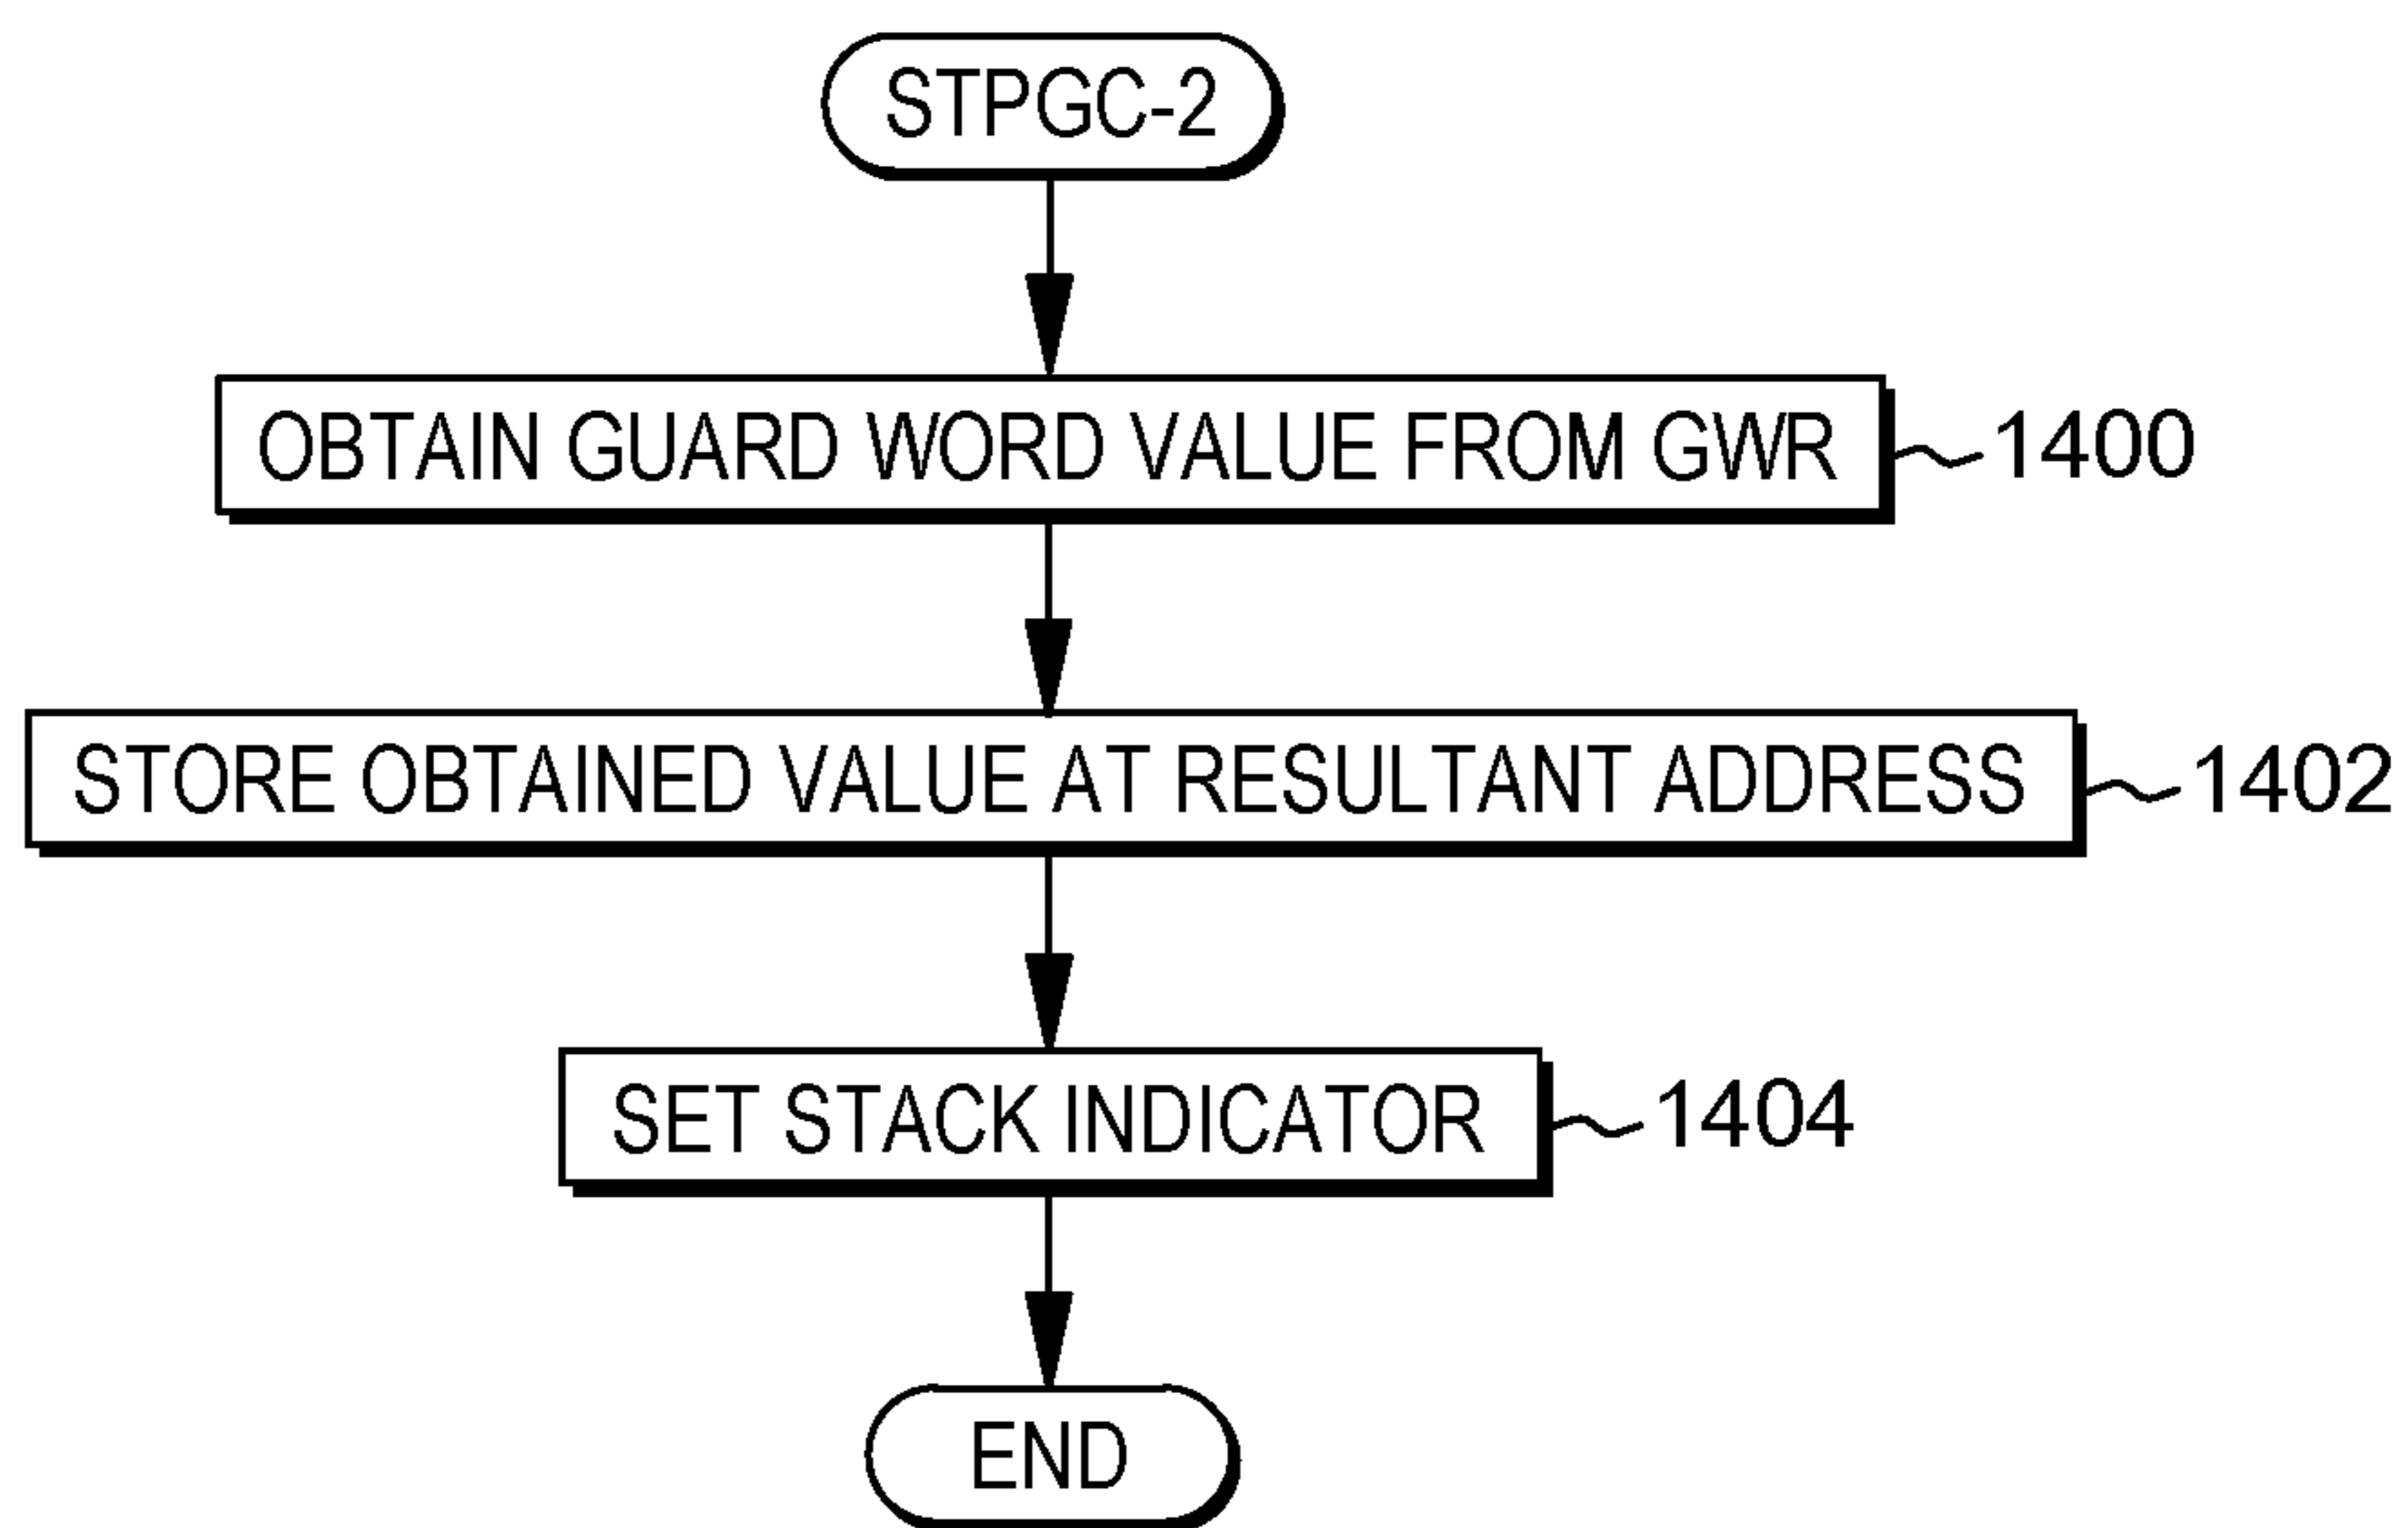 STPGC-2
OBTAIN GUARD WORD VALUE FROM GWR
1400
STORE OBTAINED VALUE AT RESULTANT ADDRESS
1402
SET STACK INDICATOR
1404
END